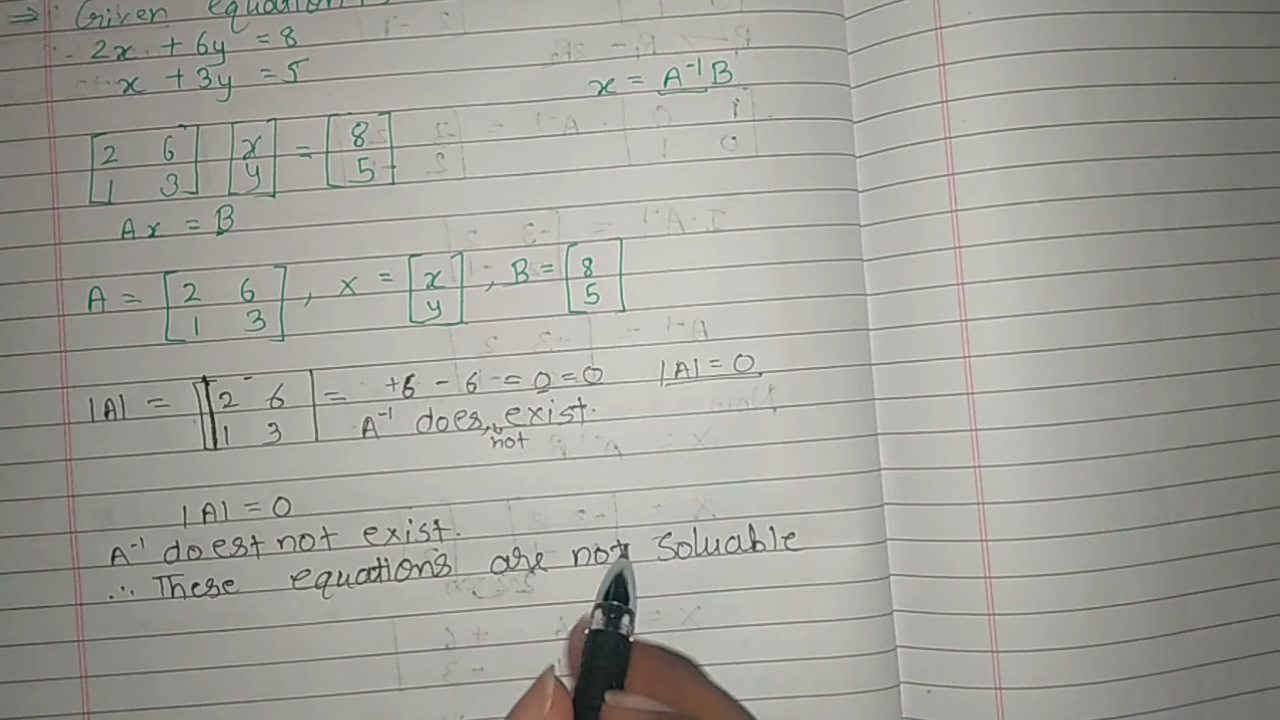 ⇒ Given equation
2x + 6y = 8
x + 3y = 5
x = A⁻¹B
[2 6] [x] = [8]
[1 3] [y] [5]
Ax = B
A = [2 6], x = [x]; B = [8]
[1 3] [y] [5]
|A| = |2 6| = +6 - 6 = 0 = 0 |A| = 0
|1 3| A⁻¹ does not exist.
|A| = 0
A⁻¹ doest not exist.
∴ These equations are not soluable